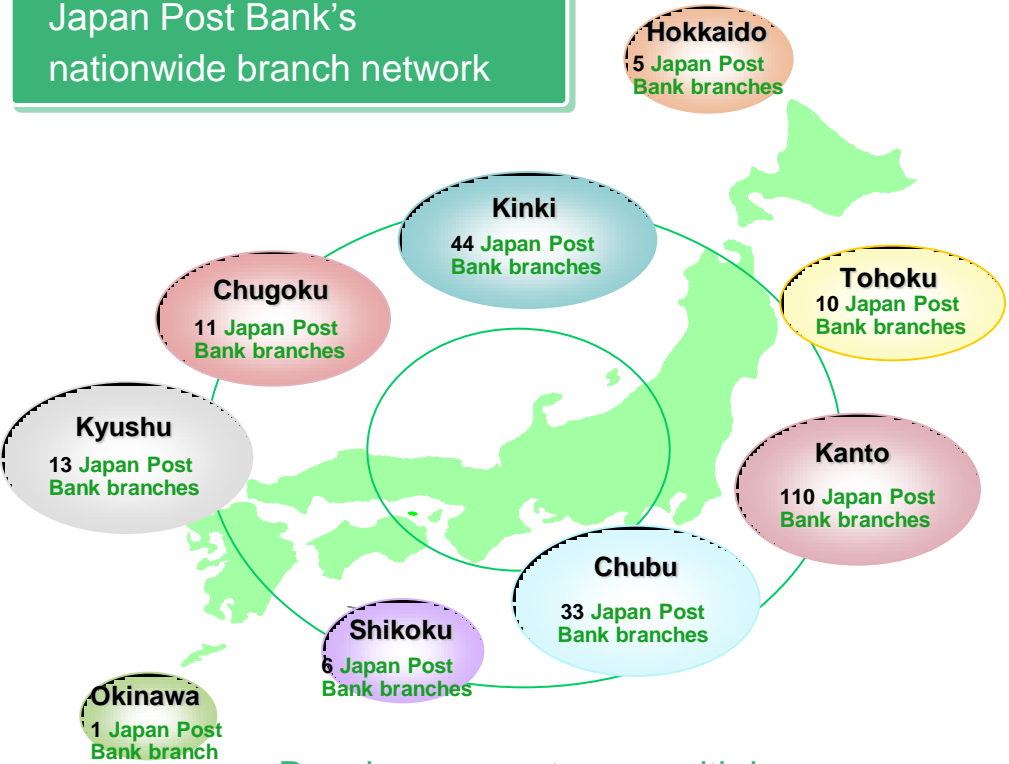 Japan Post Bank's
nationwide branch network
Hokkaido
5 Japan Post
Bank branches
Kinki
44 Japan Post
Bank branches
Chugoku
11 Japan Post
Bank branches
Tohoku
10 Japan Post
Bank branches
Kyushu
13 Japan Post
Bank branches
Kanto
110 Japan Post
Bank branches
Chubu
33 Japan Post
Bank branches
Shikoku
6 Japan Post
Bank branches
Okinawa
1 Japan Post
Bank branch